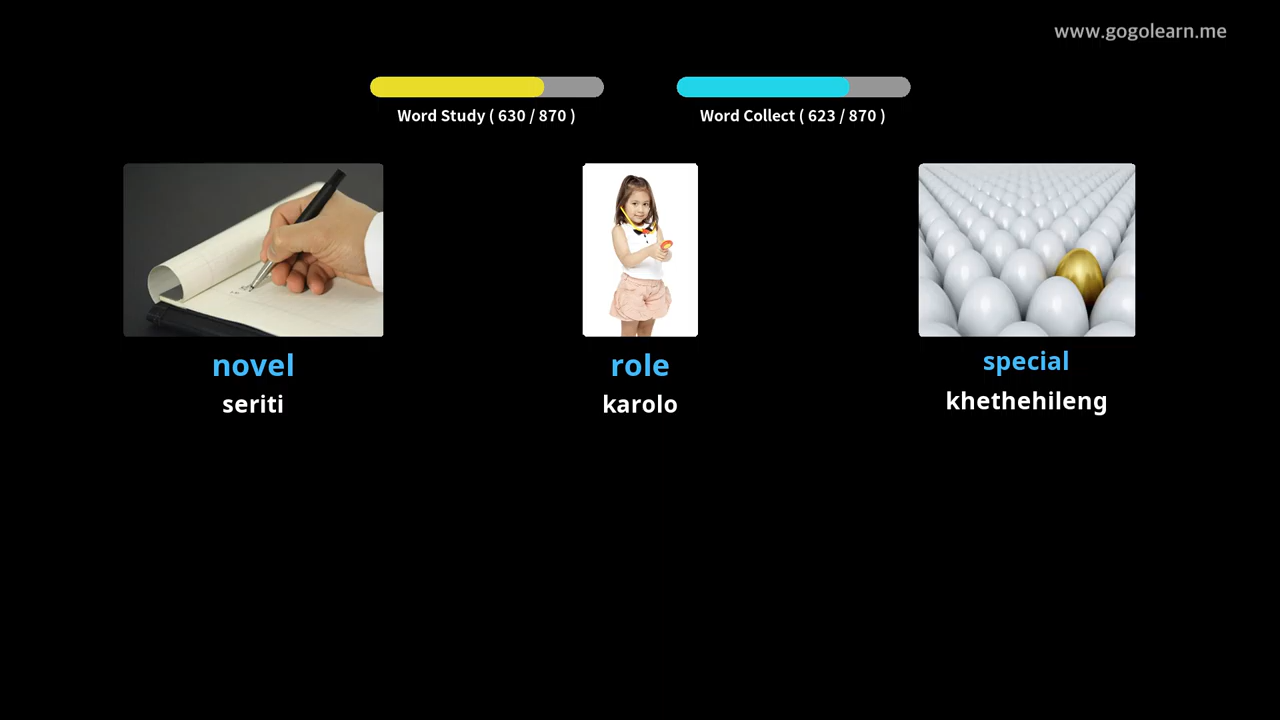 www.gogolearn.me
Word Study ( 630 / 870 )
Word Collect ( 623 / 870 )
novel
role
special
seriti
karolo
khethehileng